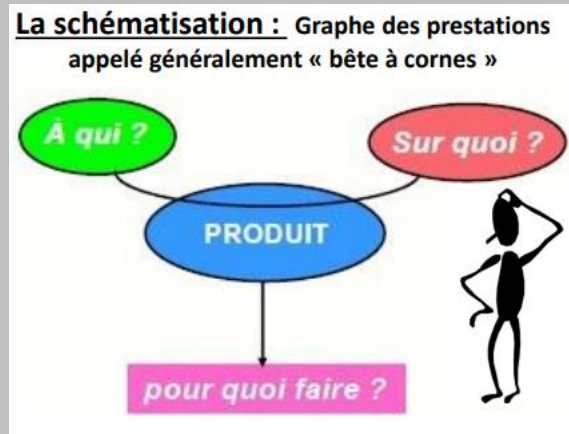 La schématisation : Graphe des prestations
appelé généralement « bête à cornes »
À qui ?
Sur quoi ?
PRODUIT
pour quoi faire ?